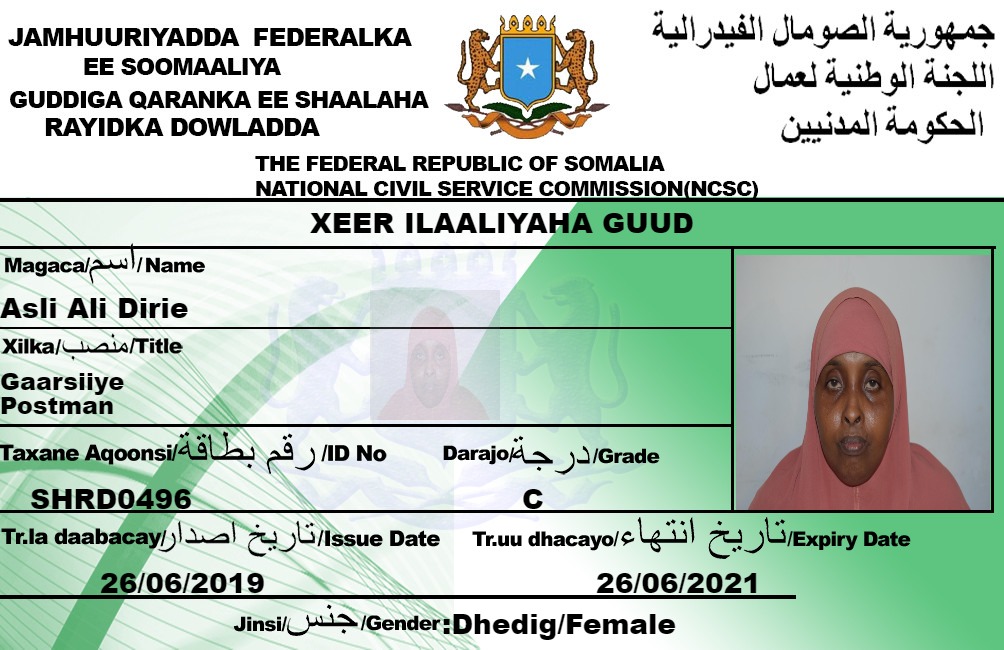 JAMHUURIYADDA FEDERALKA
EE SOOMAALIYA
GUDDIGA QARANKA EE SHAALAHA
RAYIDKA DOWLADDA
جمهورية الصومال الفيدرالية
اللجنة الوطنية لعمال
الحكومة المدنيين
THE FEDERAL REPUBLIC OF SOMALIA
NATIONAL CIVIL SERVICE COMMISSION(NCSC)
XEER ILAALIYAHA GUUD
Magaca/اسم/Name
Asli Ali Dirie
Xilka/منصب/Title
Gaarsiiye
Postman
Taxane Aqoonsi/رقم بطاقة/ID No
Darajo/درجة/Grade
SHRD0496
C
Tr.la daabacay/تاريخ اصدار/Issue Date
Tr.uu dhacayo/تاريخ انتهاء/Expiry Date
26/06/2019
26/06/2021
Jinsi/جنس/Gender:Dhedig/Female